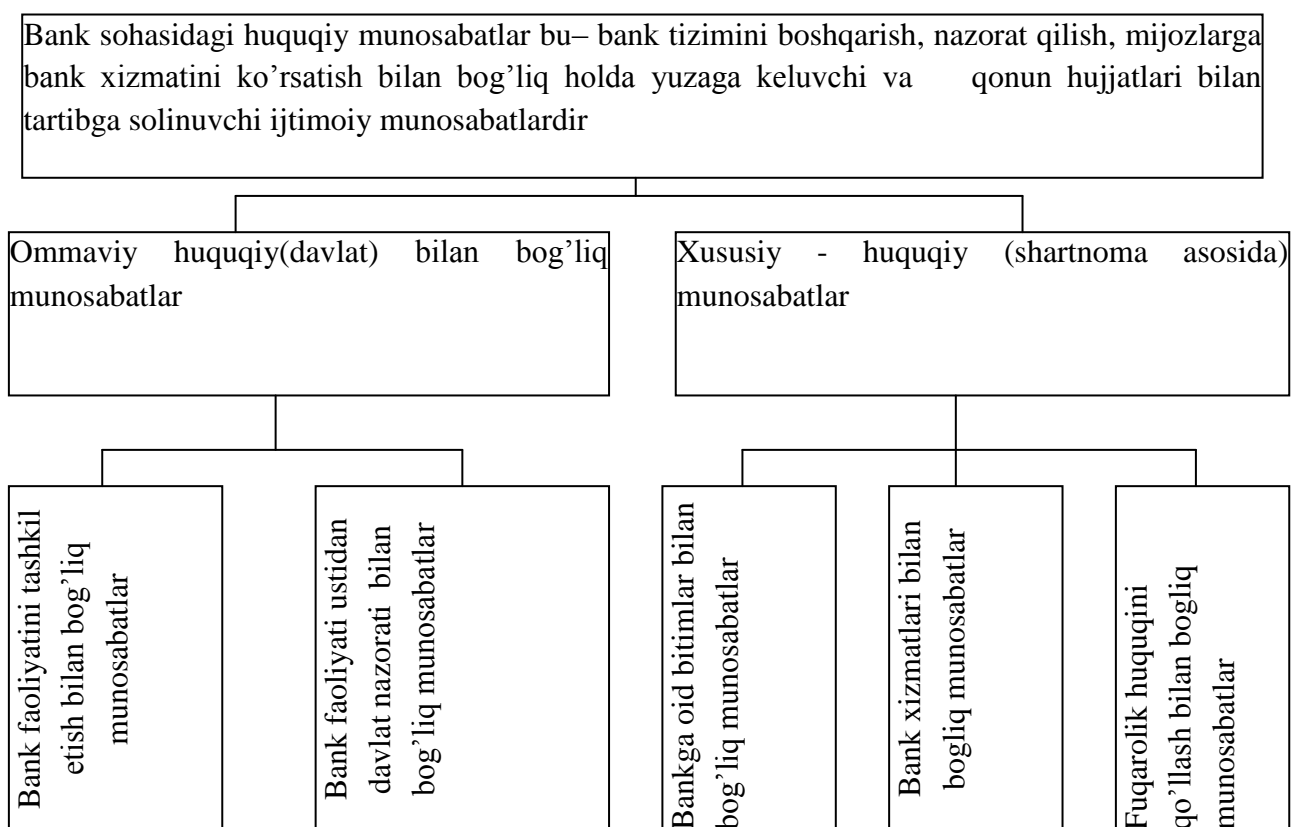 Bank sohasidagi huquqiy munosabatlar bu– bank tizimini boshqarish, nazorat qilish, mijozlarga
bank xizmatini ko’rsatish bilan bog’liq holda yuzaga keluvchi va qonun hujjatlari bilan
tartibga solinuvchi ijtimoiy munosabatlardir
Ommaviy huquqiy(davlat) bilan bog’liq
munosabatlar
Xususiy - huquqiy (shartnoma asosida)
munosabatlar
Bank faoliyatini tashkil
etish bilan bog’liq
munosabatlar
Bank faoliyati ustidan
davlat nazorati bilan
bog’liq munosabatlar
Bankga oid bitimlar bilan
bog’liq munosabatlar
Bank xizmatlari bilan
bogliq munosabatlar
Fuqarolik huquqini
qo’llash bilan bogliq
munosabatlar